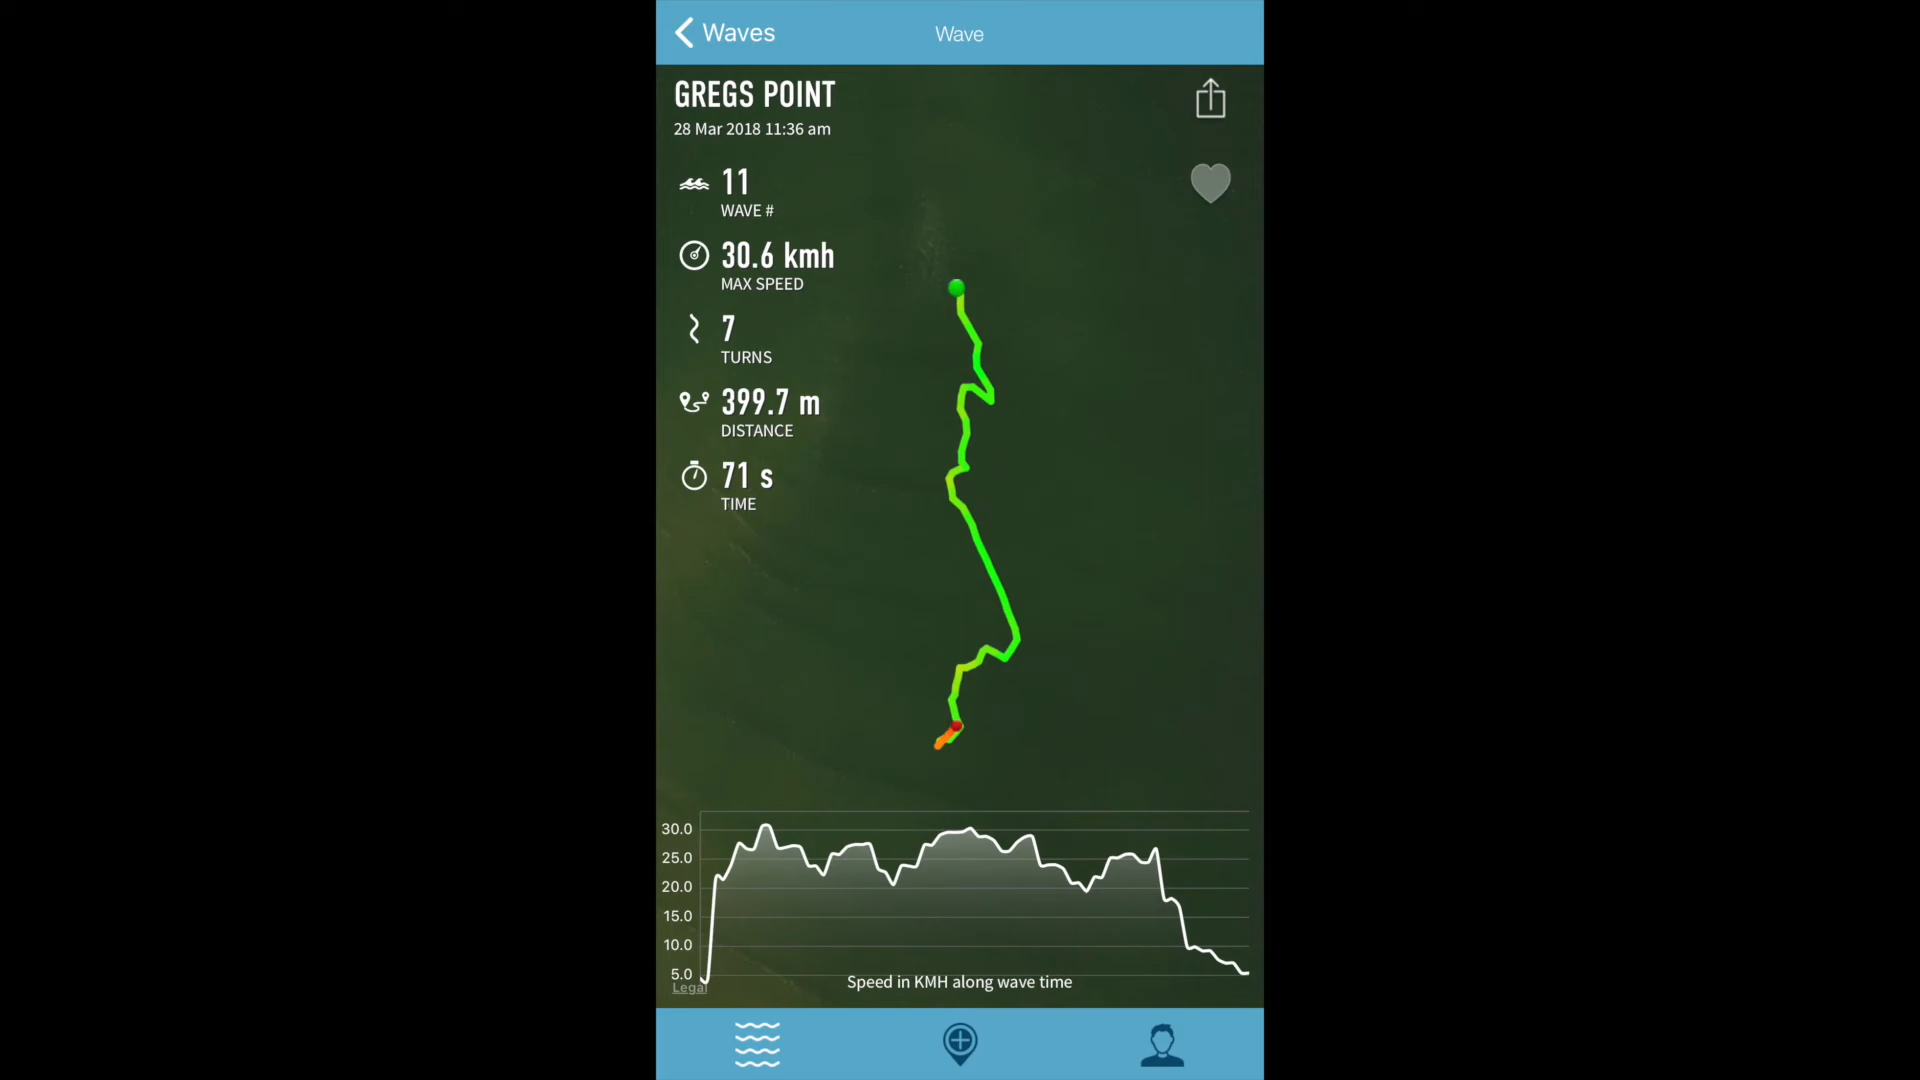 Waves
Wave
GREGS POINT
28 Mar 2018 11:36 am
11
WAVE #
30.6 kmh
MAX SPEED
7
TURNS
399.7 m
DISTANCE
71 s
TIME
30.0
25.0
20.0
15.0
10.0
5.0
Legal
Speed in KMH along wave time